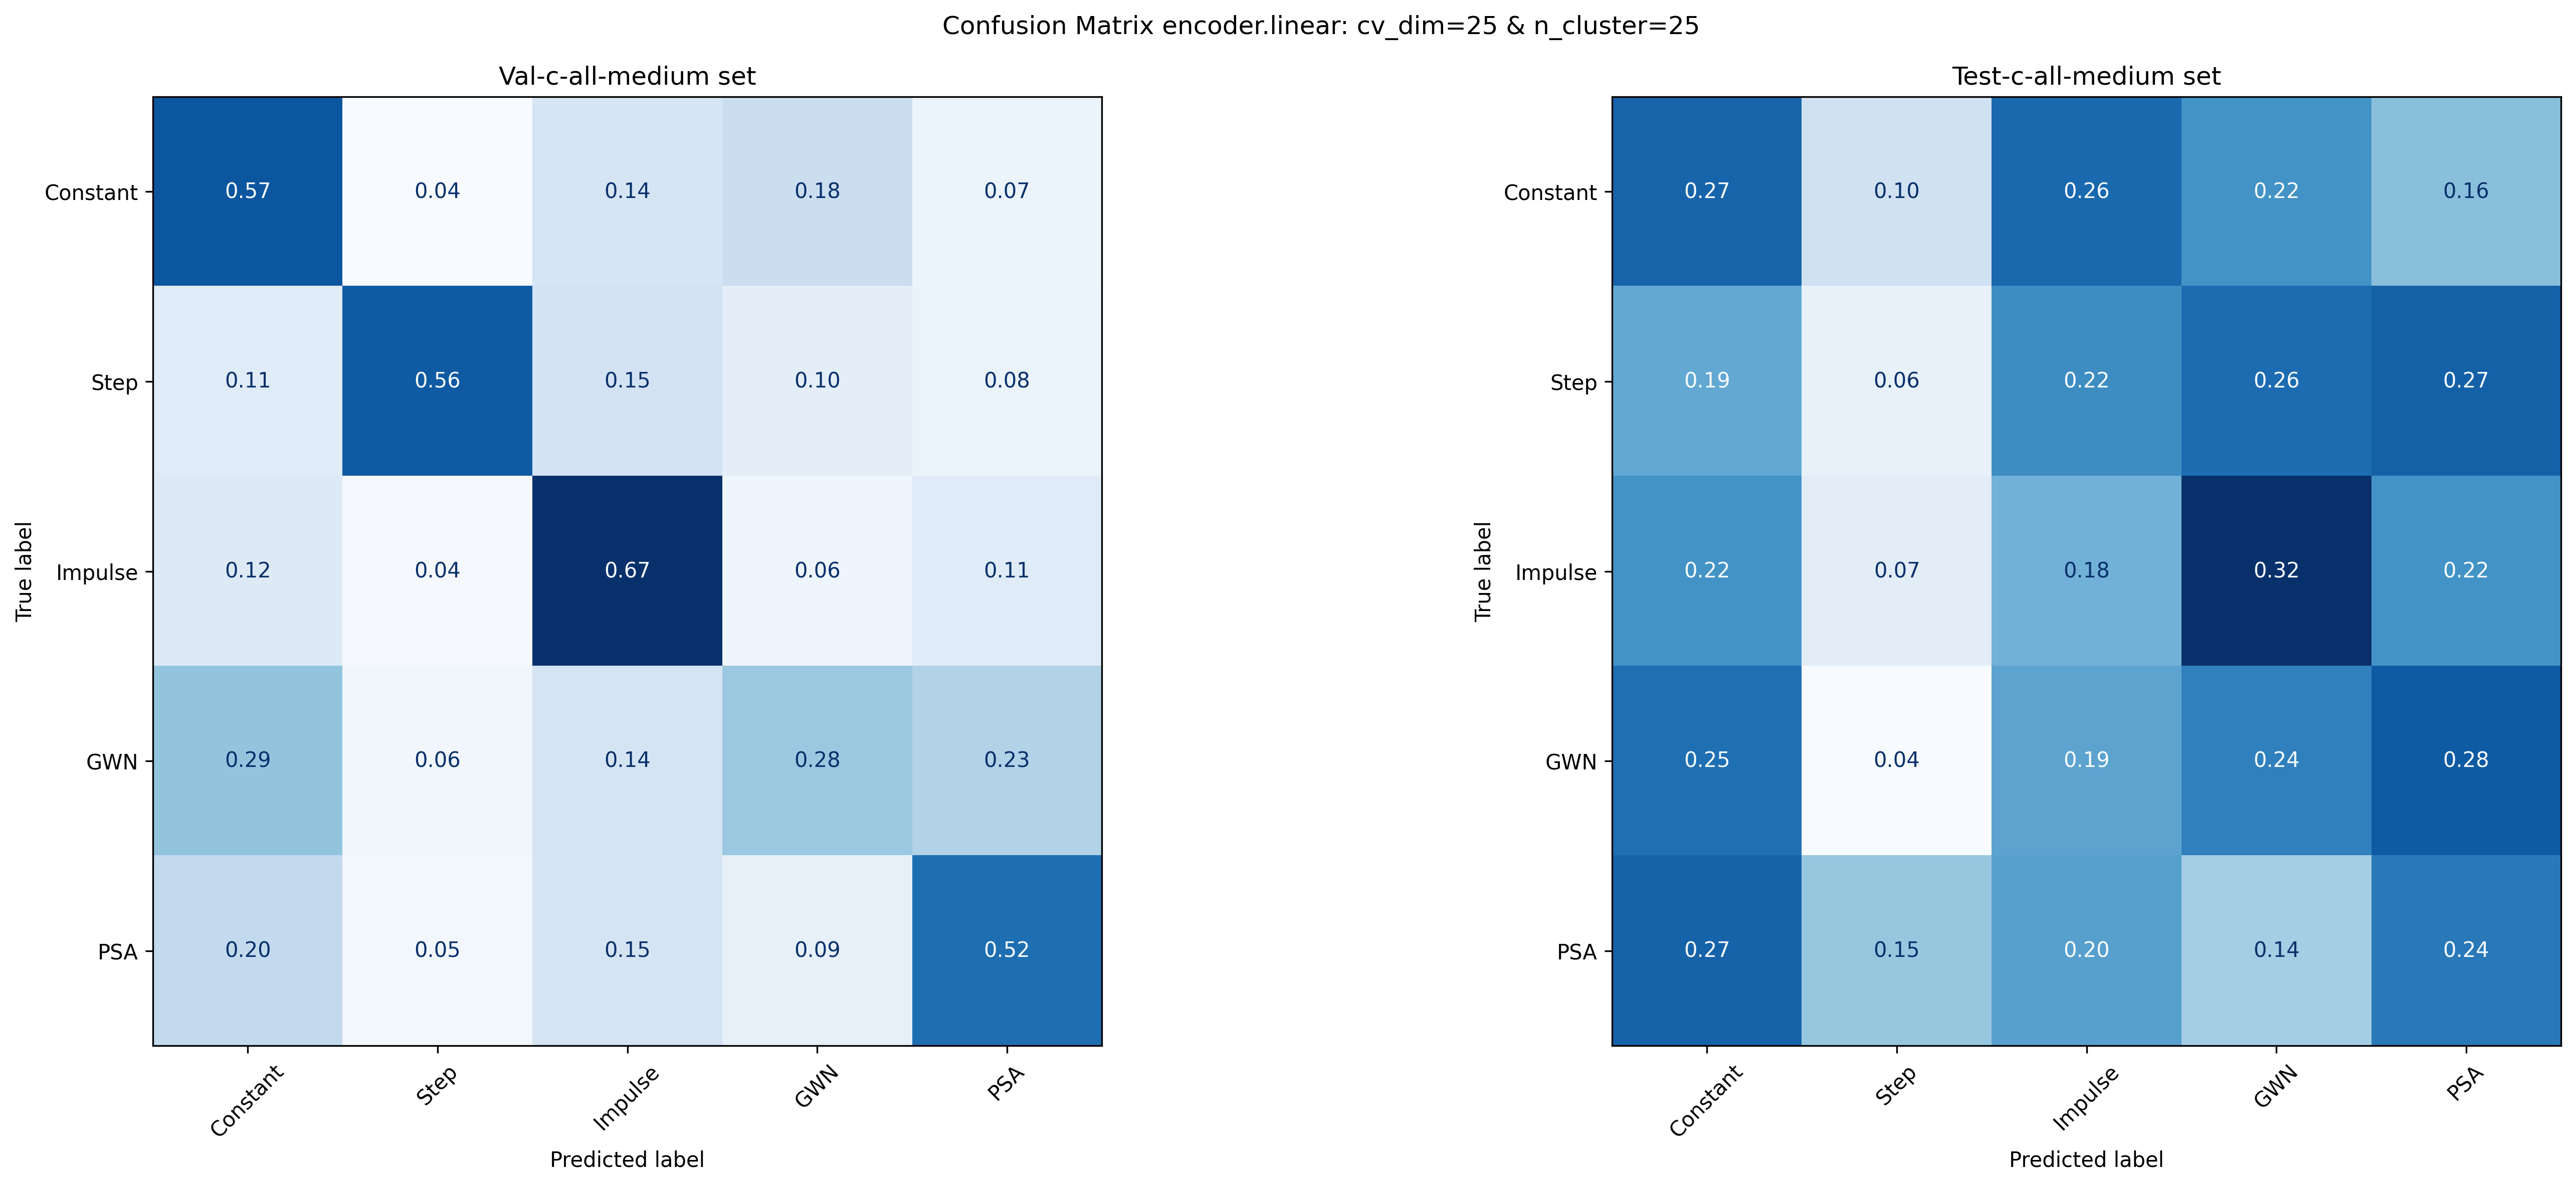 Confusion Matrix encoder.linear: cv_dim=25 & n_cluster=25
Val-c-all-medium set
True label
Constant 0.57 0.04 0.14 0.18 0.07
Step 0.11 0.56 0.15 0.10 0.08
Impulse 0.12 0.04 0.67 0.06 0.11
GWN 0.29 0.06 0.14 0.28 0.23
PSA 0.20 0.05 0.15 0.09 0.52
Constant Step Impulse GWN PSA
Predicted label
Test-c-all-medium set
True label
Constant 0.27 0.10 0.26 0.22 0.16
Step 0.19 0.06 0.22 0.26 0.27
Impulse 0.22 0.07 0.18 0.32 0.22
GWN 0.25 0.04 0.19 0.24 0.28
PSA 0.27 0.15 0.20 0.14 0.24
Constant Step Impulse GWN PSA
Predicted label